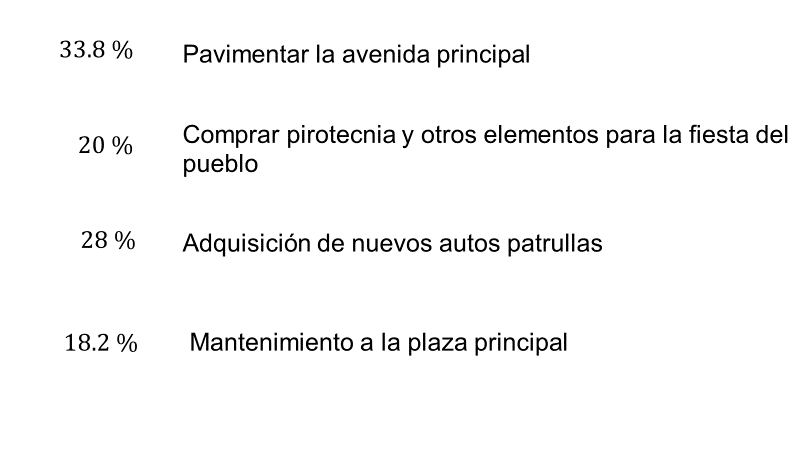 33.8 % Pavimentar la avenida principal
20 % Comprar pirotecnia y otros elementos para la fiesta del
pueblo
28 % Adquisición de nuevos autos patrullas
18.2 % Mantenimiento a la plaza principal